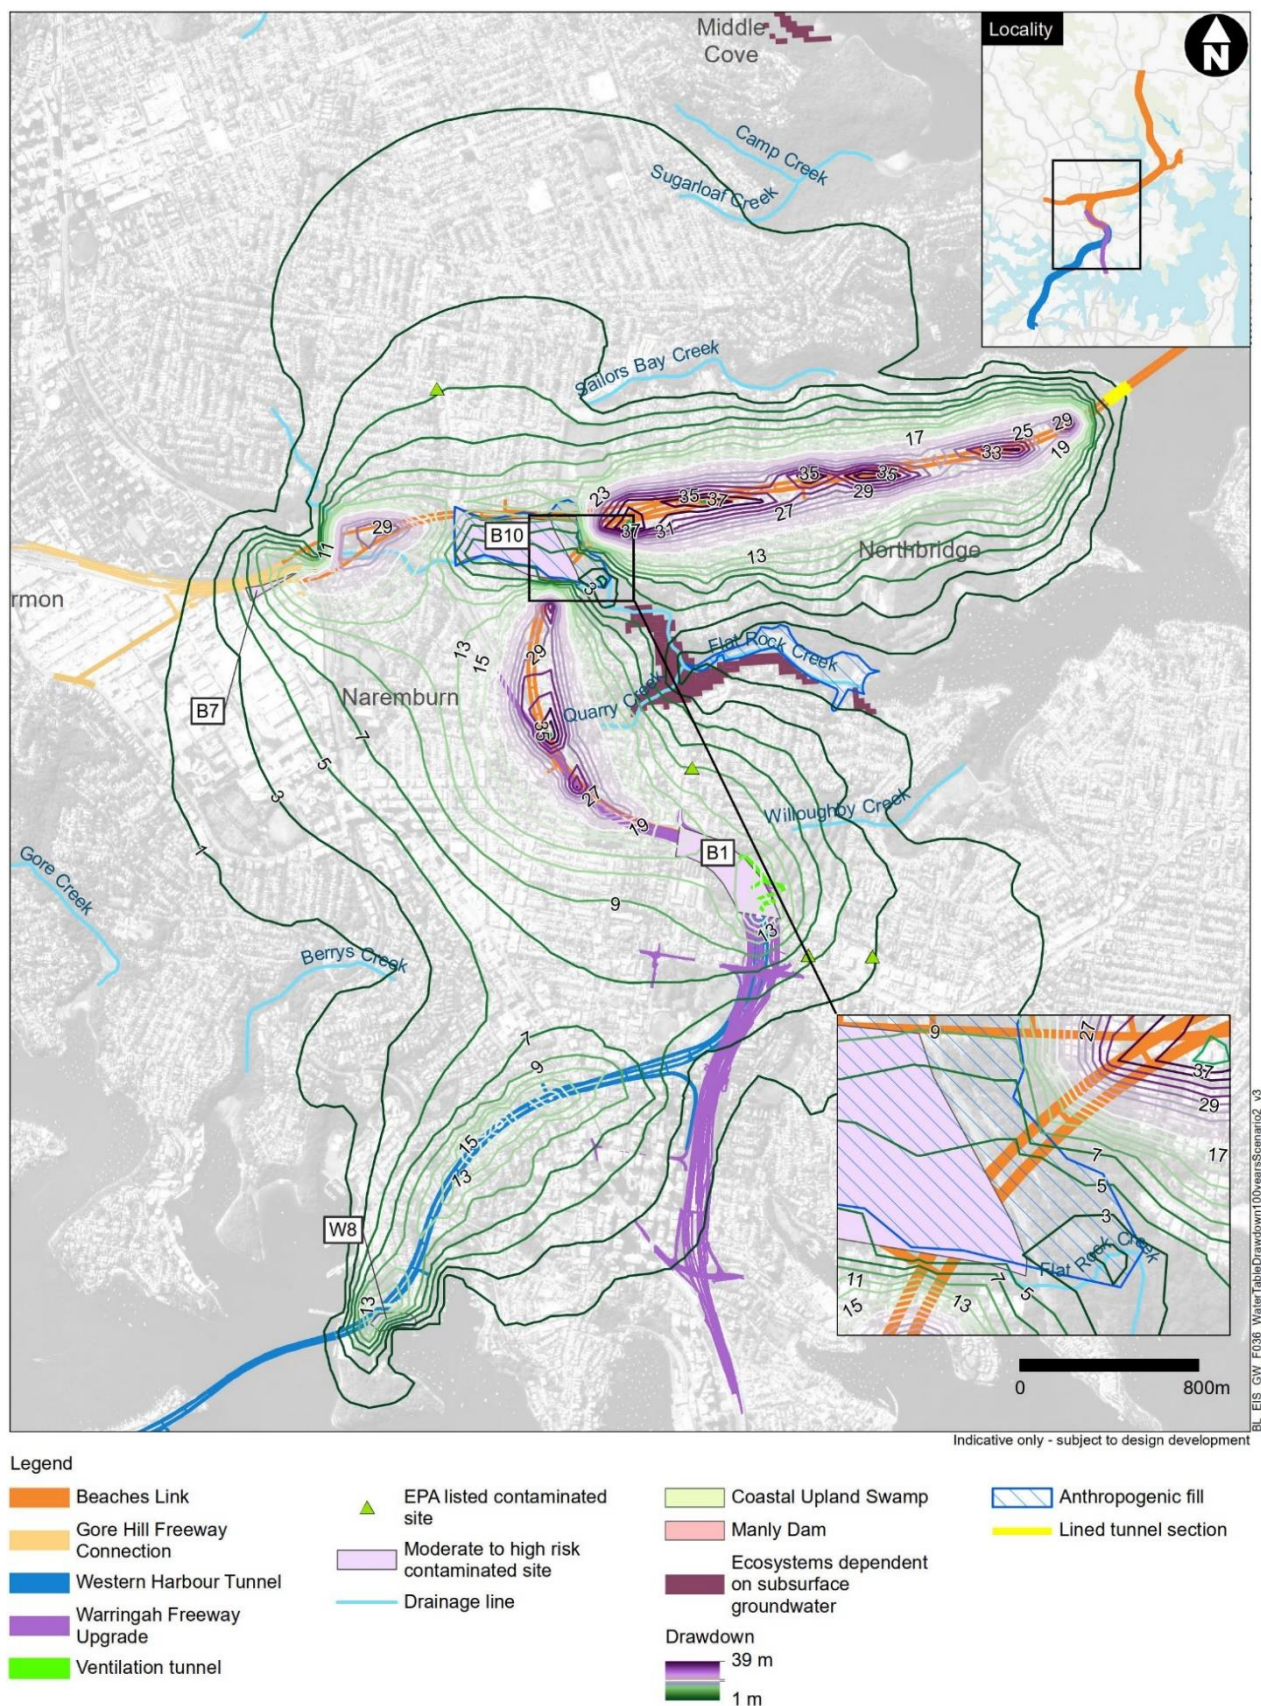 Middle
Cove
Locality
N
Camp Creek
Sugarloaf Creek
Sailors Bay Creek
17
25
29
33
19
35
35
29
23
35
37
27
37
31
13
Northbridge
29
11
B10
3
rmon
13
15
29
Flat Rock Creek
Naremburn
Quarry Creek
B7
35
7
5
3
27
Willoughby Creek
19
B1
1
Gore Creek
9
13
Berrys Creek
7
9
15
13
W8
13
9
27
37
29
17
7
5
3
Flat Rock Creek
11
15
13
7
5
0 800m
BL_EIS_GW_F036_WaterTableDrawdown100yearsScenario2_v3
Indicative only - subject to design development
Legend
Beaches Link
Gore Hill Freeway
Connection
Western Harbour Tunnel
Warringah Freeway
Upgrade
Ventilation tunnel
EPA listed contaminated
site
Moderate to high risk
contaminated site
Drainage line
Coastal Upland Swamp
Manly Dam
Ecosystems dependent
on subsurface
groundwater
Drawdown
39 m
1 m
Anthropogenic fill
Lined tunnel section